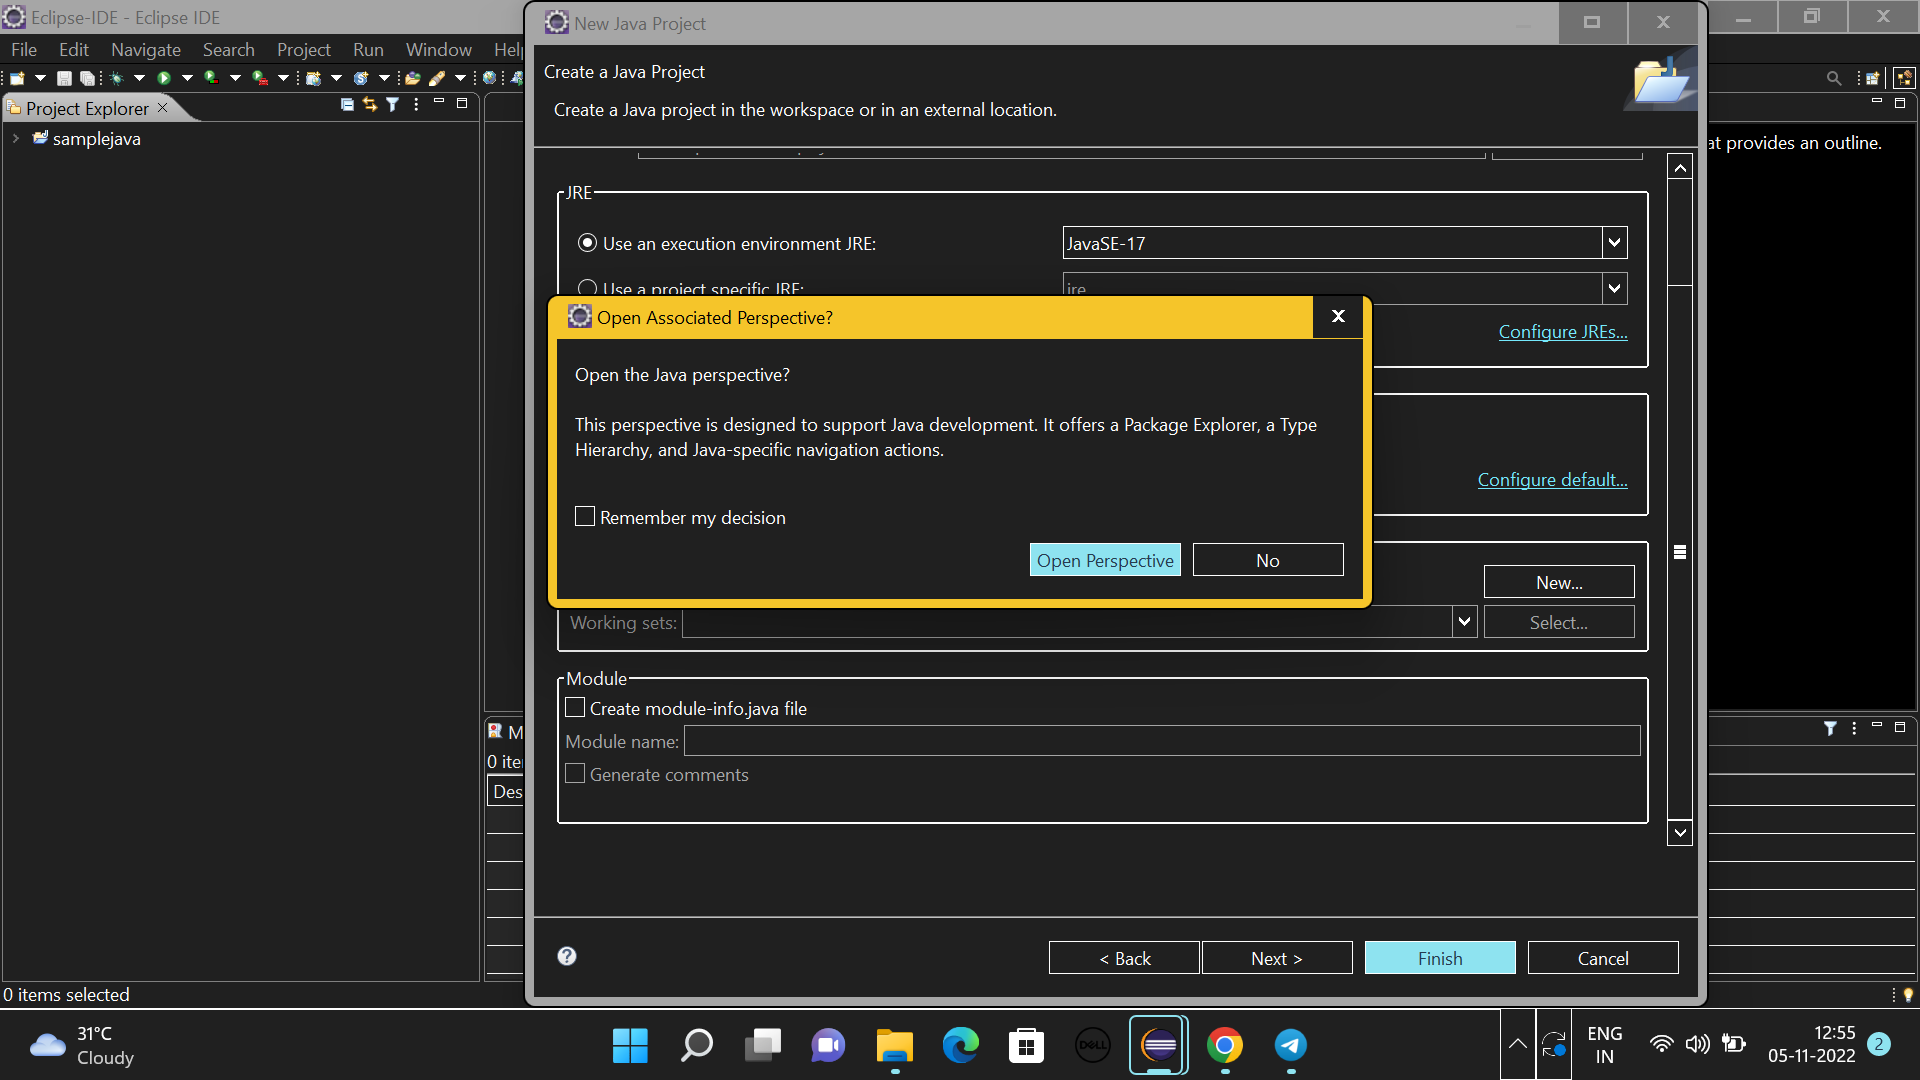 Eclipse-IDE - Eclipse IDE
File Edit Navigate Search Project Run Window Help
Project Explorer
samplejava
New Java Project
Create a Java Project
Create a Java project in the workspace or in an external location.
at provides an outline.
JRE
Use an execution environment JRE:
JavaSE-17
Use a project specific JRE:
jre
Configure JREs...
Open Associated Perspective?
Open the Java perspective?
This perspective is designed to support Java development. It offers a Package Explorer, a Type
Hierarchy, and Java-specific navigation actions.
Remember my decision
Open Perspective
No
Configure default...
New...
Working sets:
Select...
Module
Create module-info.java file
Module name:
Generate comments
M
0 ite
Des
< Back
Next >
Finish
Cancel
0 items selected
31°C
Cloudy
DELL
ENG
IN
12:55
05-11-2022
2